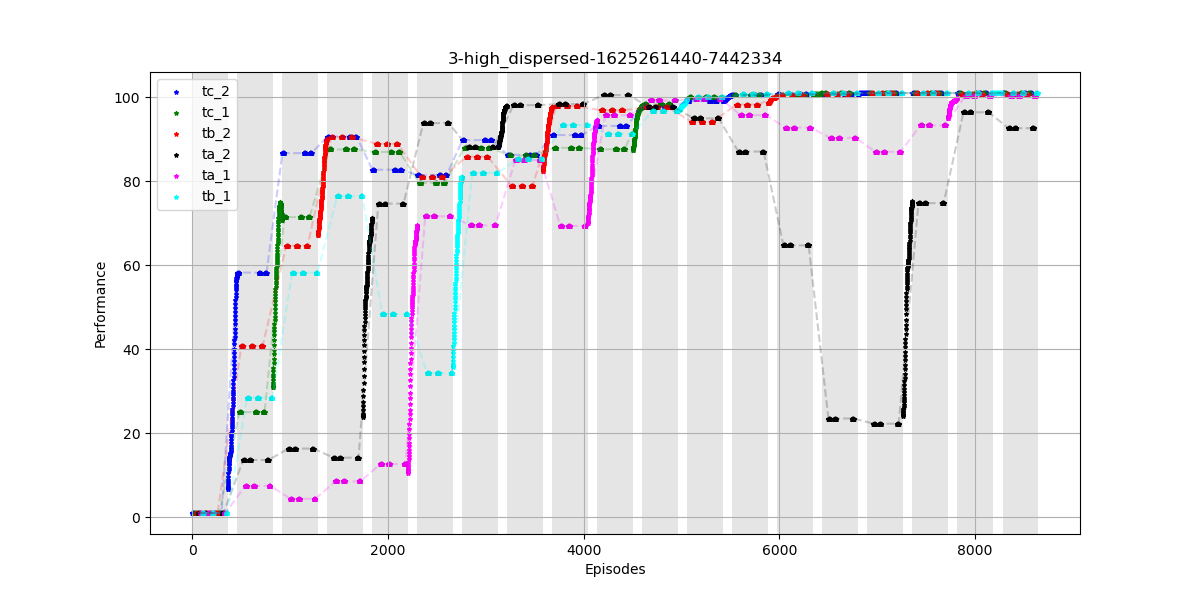 3-high_dispersed-1625261440-7442334
tc_2
tc_1
tb_2
ta_2
ta_1
tb_1
100
80
60
40
20
0
Performance
0 2000 4000 6000 8000
Episodes